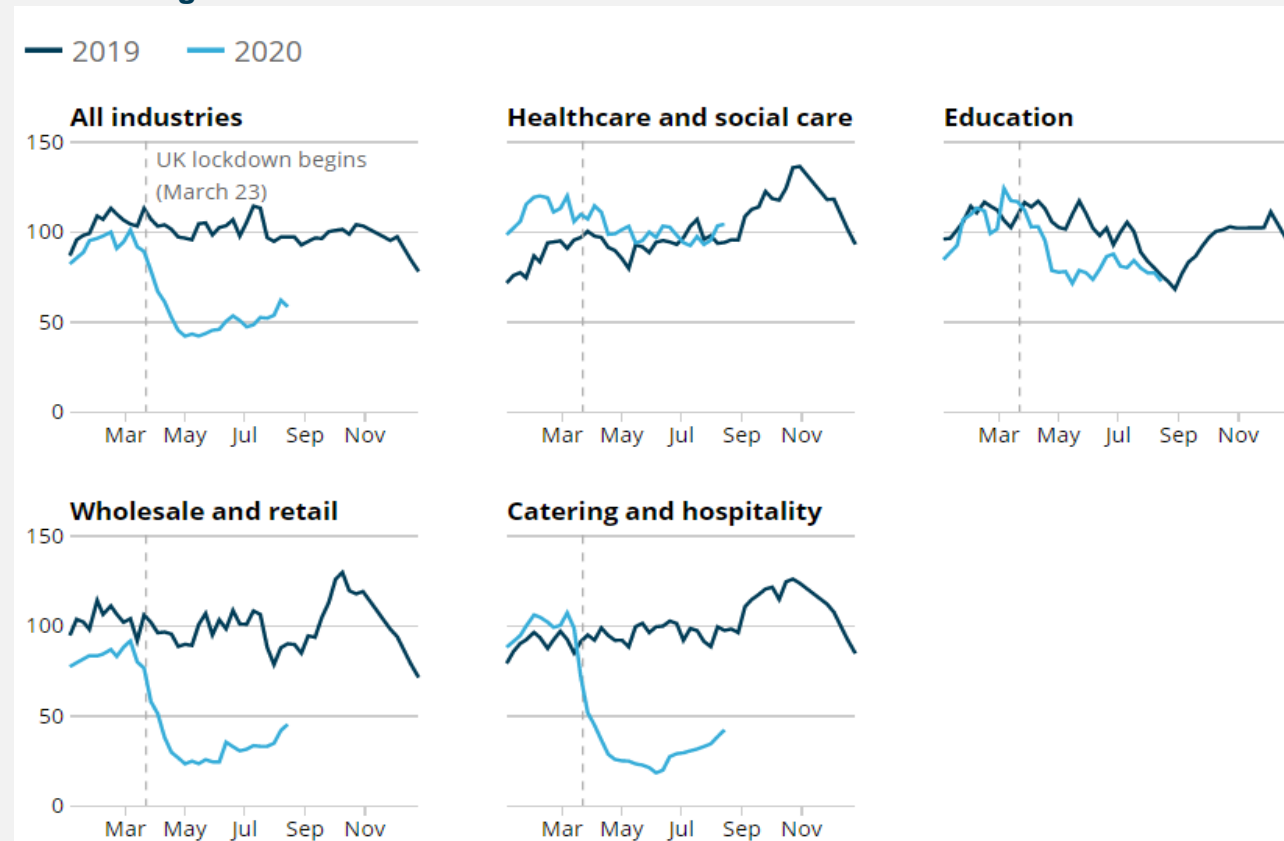 2019 2020
All industries
Healthcare and social care
Education
150
UK lockdown begins
(March 23)
100
50
0
Mar May Jul Sep Nov
Mar May Jul Sep Nov
Mar May Jul Sep Nov
Wholesale and retail
Catering and hospitality
150
100
50
0
Mar May Jul Sep Nov
Mar May Jul Sep Nov